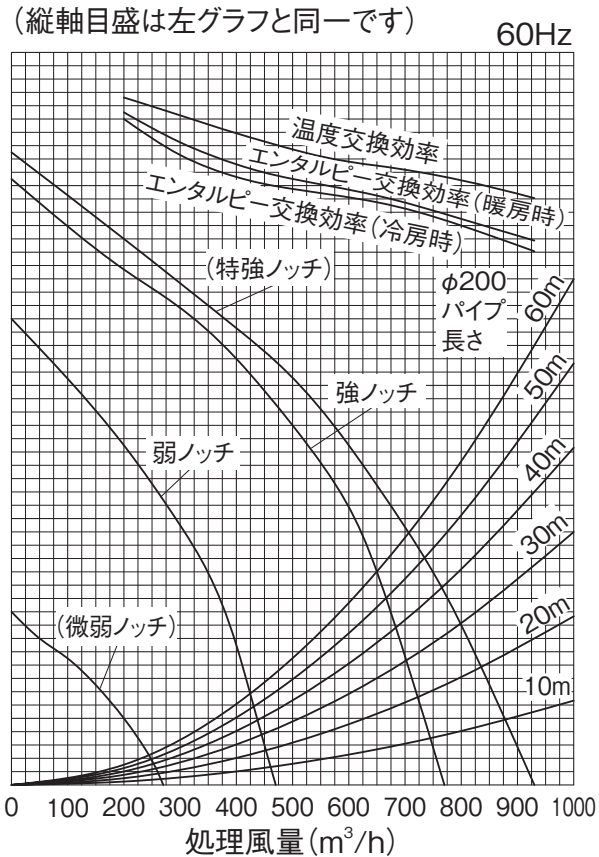 (縦軸目盛は左グラフと同一です)
60Hz
温度交換効率
エンタルピー交換効率(暖房時)
エンタルピー交換効率(冷房時)
(特強ノッチ)
φ200
パイプ
長さ
60m
50m
強ノッチ
弱ノッチ
40m
30m
(微弱ノッチ)
20m
10m
0 100 200 300 400 500 600 700 800 900 1000
処理風量(m³/h)